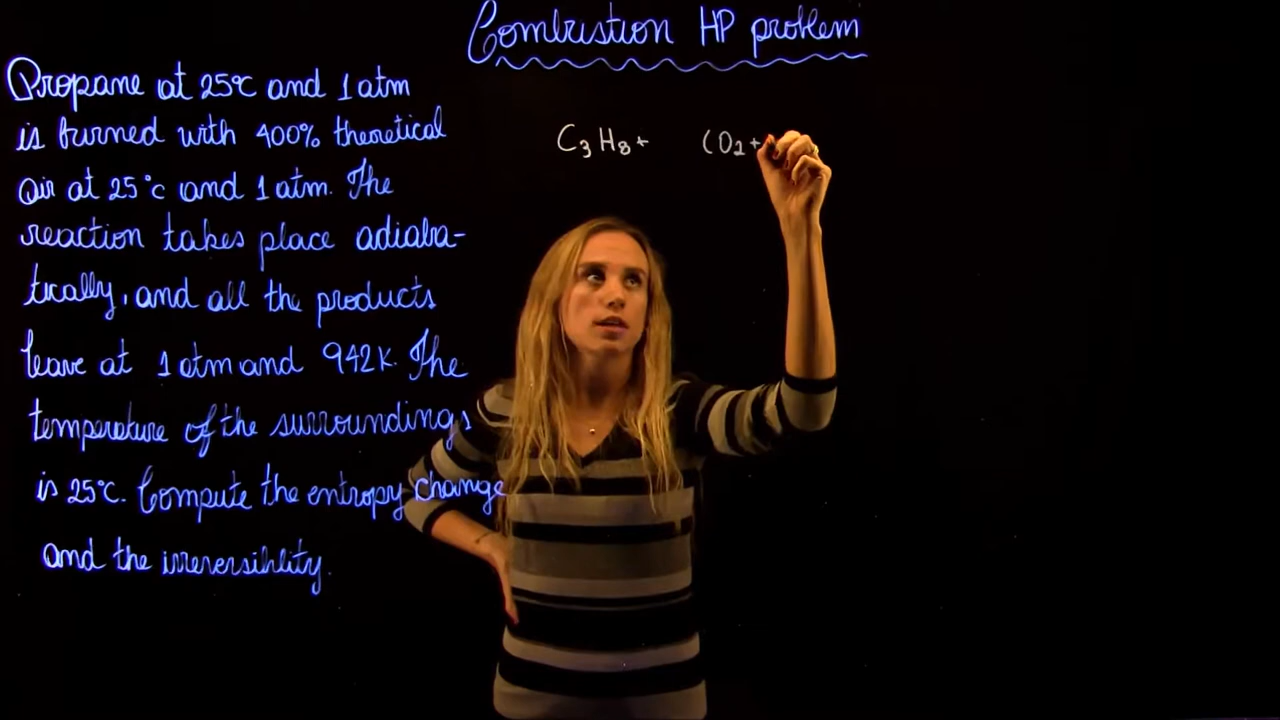 Combustion HP problem
Propane at 25°C and 1 atm
is burned with 400% theoretical
air at 25°C and 1 atm. The
reaction takes place adiaba-
tically, and all the products
leave at 1 atm and 942K. The
temperature of the surroundings
is 25°C. Compute the entropy change
and the irreversibility.
C3H8+ (O2+